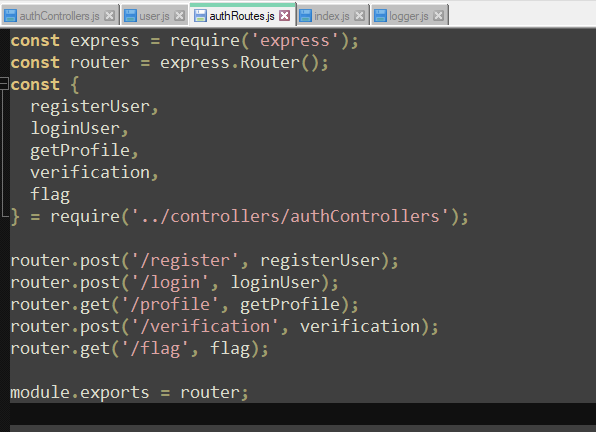 authControllers.js user.js authRoutes.js index.js logger.js
const express = require('express');
const router = express.Router();
const {
  registerUser,
  loginUser,
  getProfile,
  verification,
  flag
} = require('../controllers/authControllers');

router.post('/register', registerUser);
router.post('/login', loginUser);
router.get('/profile', getProfile);
router.post('/verification', verification);
router.get('/flag', flag);

module.exports = router;